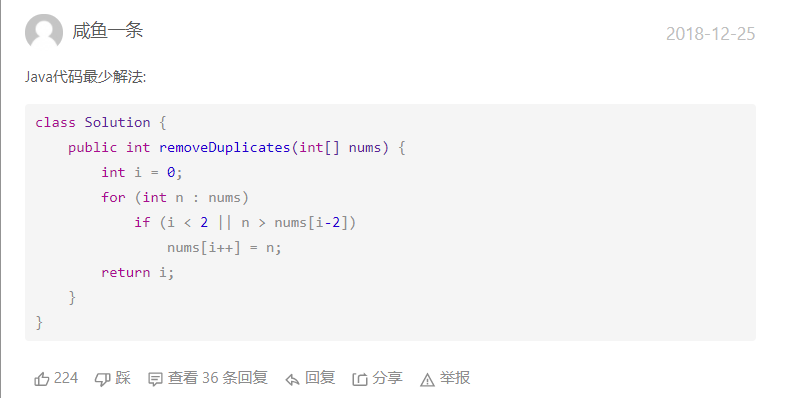 咸鱼一条
2018-12-25
Java代码最少解法:
class Solution {
    public int removeDuplicates(int[] nums) {
        int i = 0;
        for (int n : nums)
            if (i < 2 || n > nums[i-2])
                nums[i++] = n;
        return i;
    }
}
224 踩 查看 36 条回复 回复 分享 举报